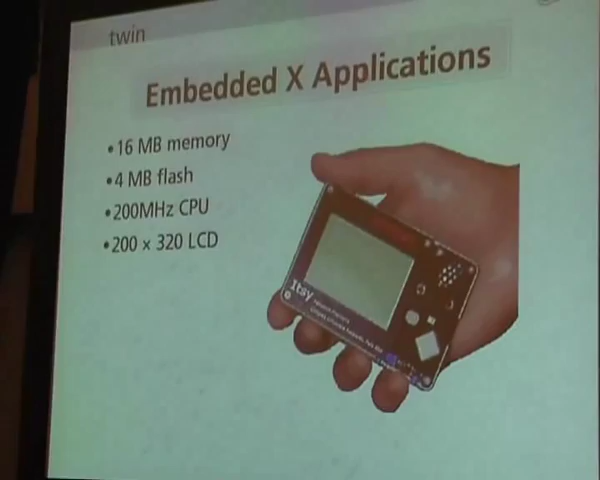 twin
Embedded X Applications
•16 MB memory
•4 MB flash
•200MHz CPU
•200 × 320 LCD
Itsy